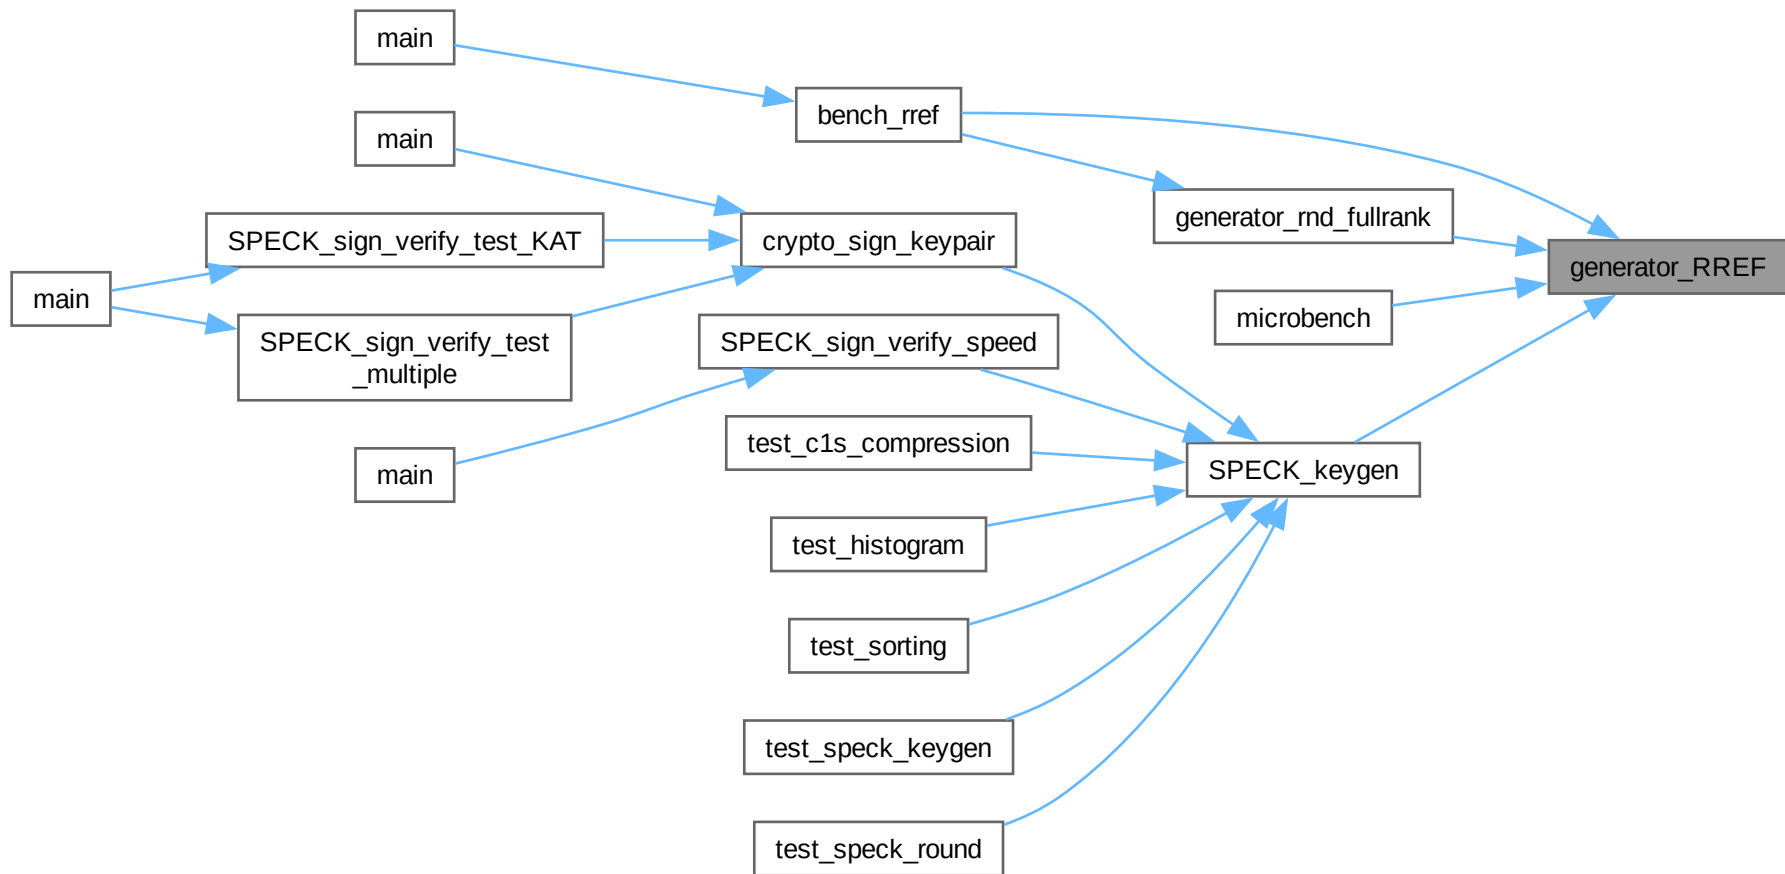 main
bench_rref
main
generator_rnd_fullrank
SPECK_sign_verify_test_KAT
crypto_sign_keypair
generator_RREF
main
microbench
SPECK_sign_verify_test
_multiple
SPECK_sign_verify_speed
test_c1s_compression
main
SPECK_keygen
test_histogram
test_sorting
test_speck_keygen
test_speck_round